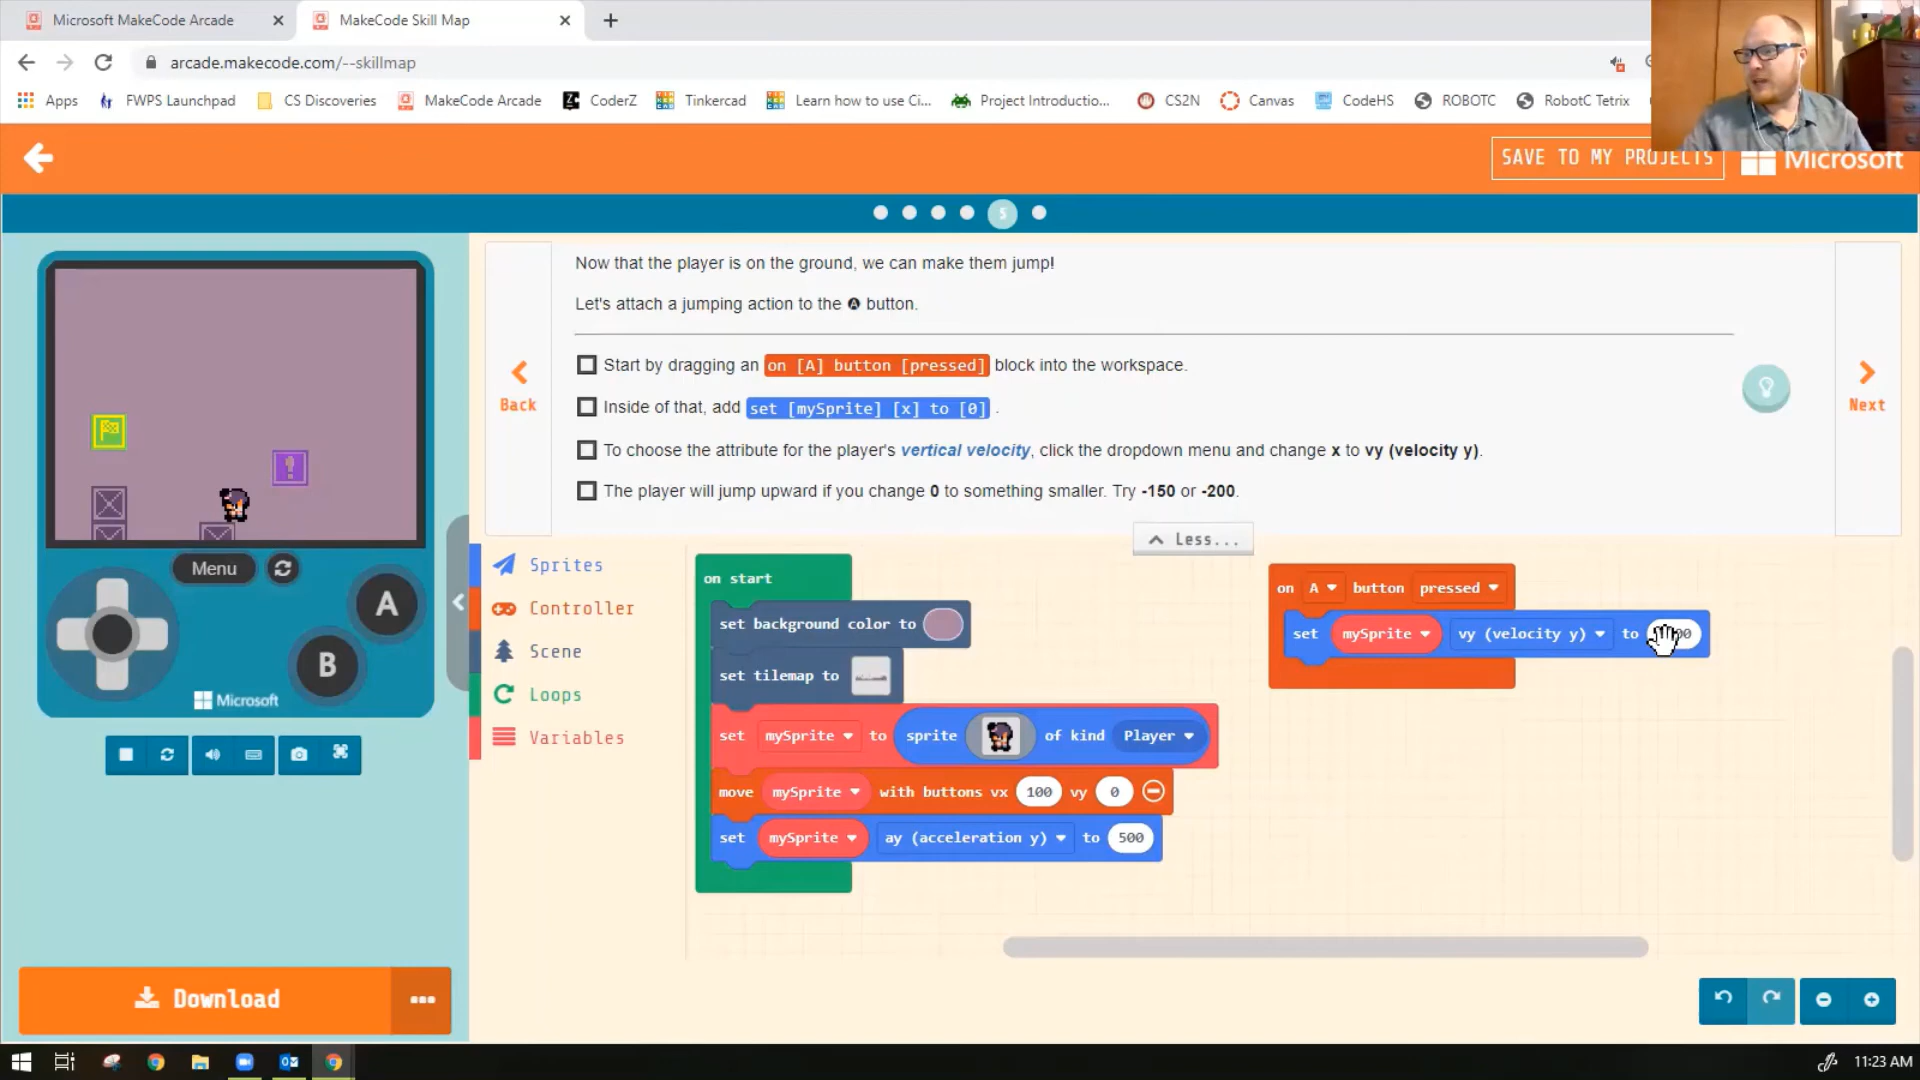 Microsoft MakeCode Arcade
MakeCode Skill Map
arcade.makecode.com/--skillmap
Apps
FWPS Launchpad
CS Discoveries
MakeCode Arcade
CoderZ
Tinkercad
Learn how to use Ci...
Project Introductio...
CS2N
Canvas
CodeHS
ROBOTC
RobotC Tetrix
SAVE TO MY PROJECTS
Microsoft
5
Now that the player is on the ground, we can make them jump!
Let's attach a jumping action to the A button.
Start by dragging an on [A] button [pressed] block into the workspace.
Inside of that, add set [mySprite] [x] to [0] .
To choose the attribute for the player's vertical velocity, click the dropdown menu and change x to vy (velocity y).
The player will jump upward if you change 0 to something smaller. Try -150 or -200.
Back
Next
Less...
Menu
A
B
Microsoft
Sprites
Controller
Scene
Loops
Variables
on start
set background color to
set tilemap to
set mySprite to sprite of kind Player
move mySprite with buttons vx 100 vy 0
set mySprite ay (acceleration y) to 500
on A button pressed
set mySprite vy (velocity y) to
Download
11:23 AM